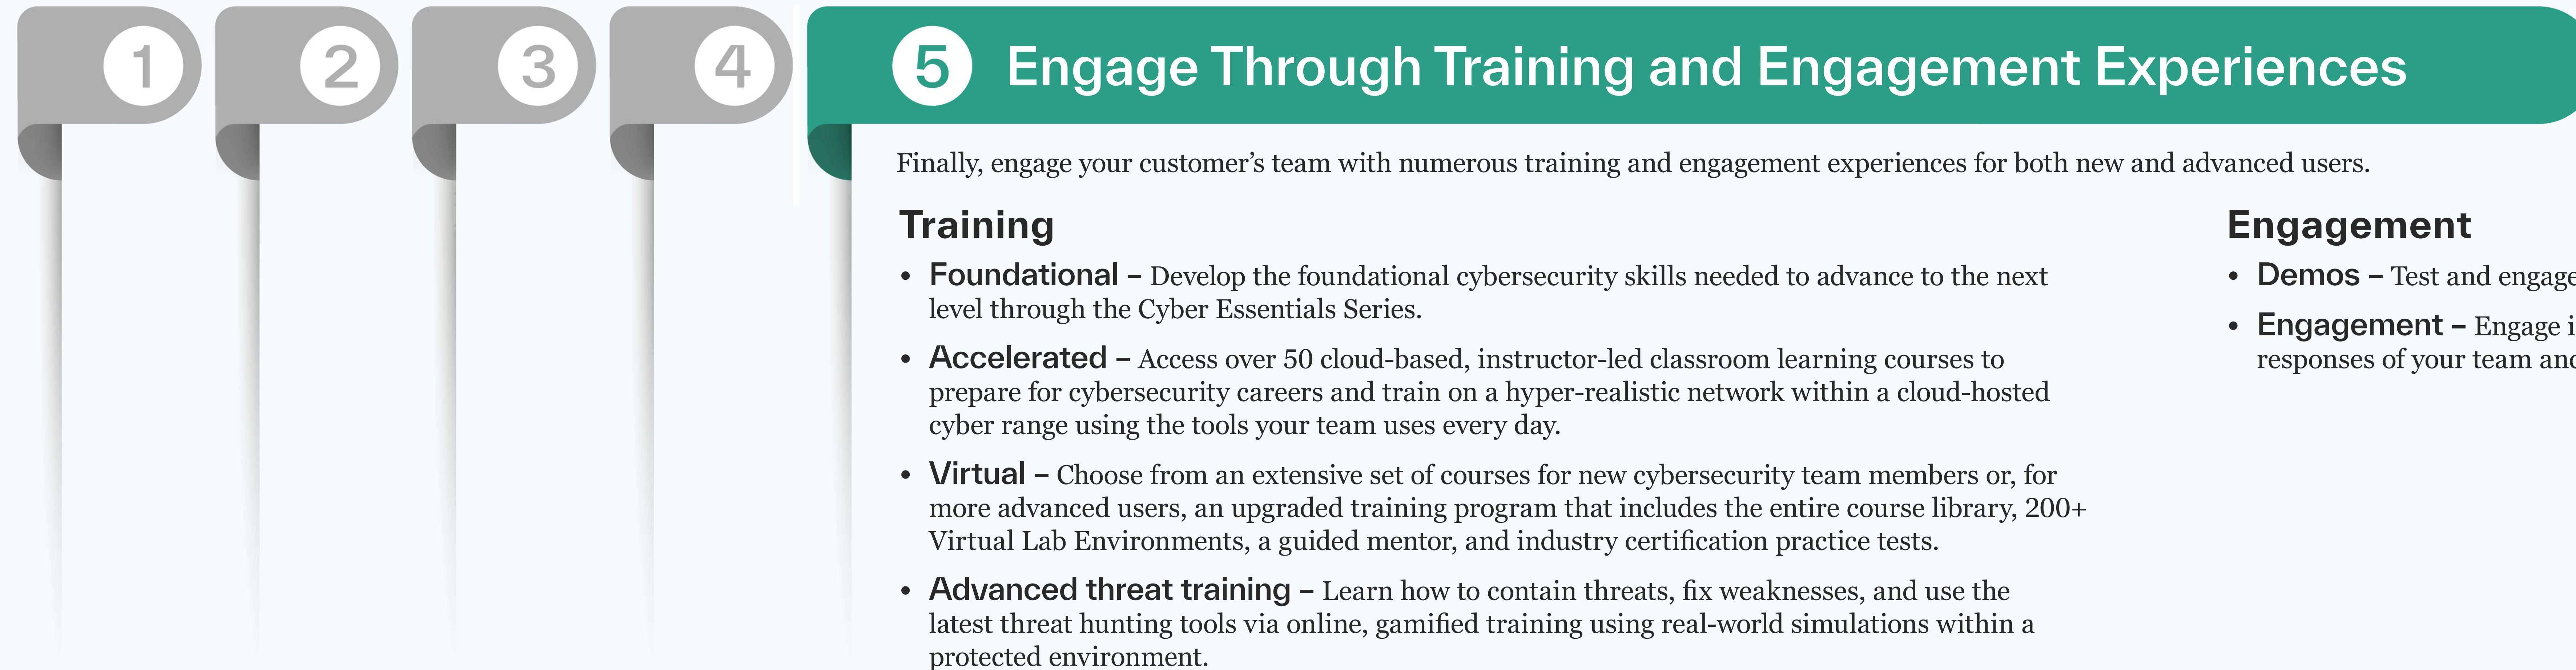 1
2
3
4
5
Engage Through Training and Engagement Experiences
Finally, engage your customer’s team with numerous training and engagement experiences for both new and advanced users.
Training
• Foundational – Develop the foundational cybersecurity skills needed to advance to the next
level through the Cyber Essentials Series.
• Accelerated – Access over 50 cloud-based, instructor-led classroom learning courses to
prepare for cybersecurity careers and train on a hyper-realistic network within a cloud-hosted
cyber range using the tools your team uses every day.
• Virtual – Choose from an extensive set of courses for new cybersecurity team members or, for
more advanced users, an upgraded training program that includes the entire course library, 200+
Virtual Lab Environments, a guided mentor, and industry certification practice tests.
• Advanced threat training – Learn how to contain threats, fix weaknesses, and use the
latest threat hunting tools via online, gamified training using real-world simulations within a
protected environment.
Engagement
• Demos – Test and engage
• Engagement – Engage
responses of your team